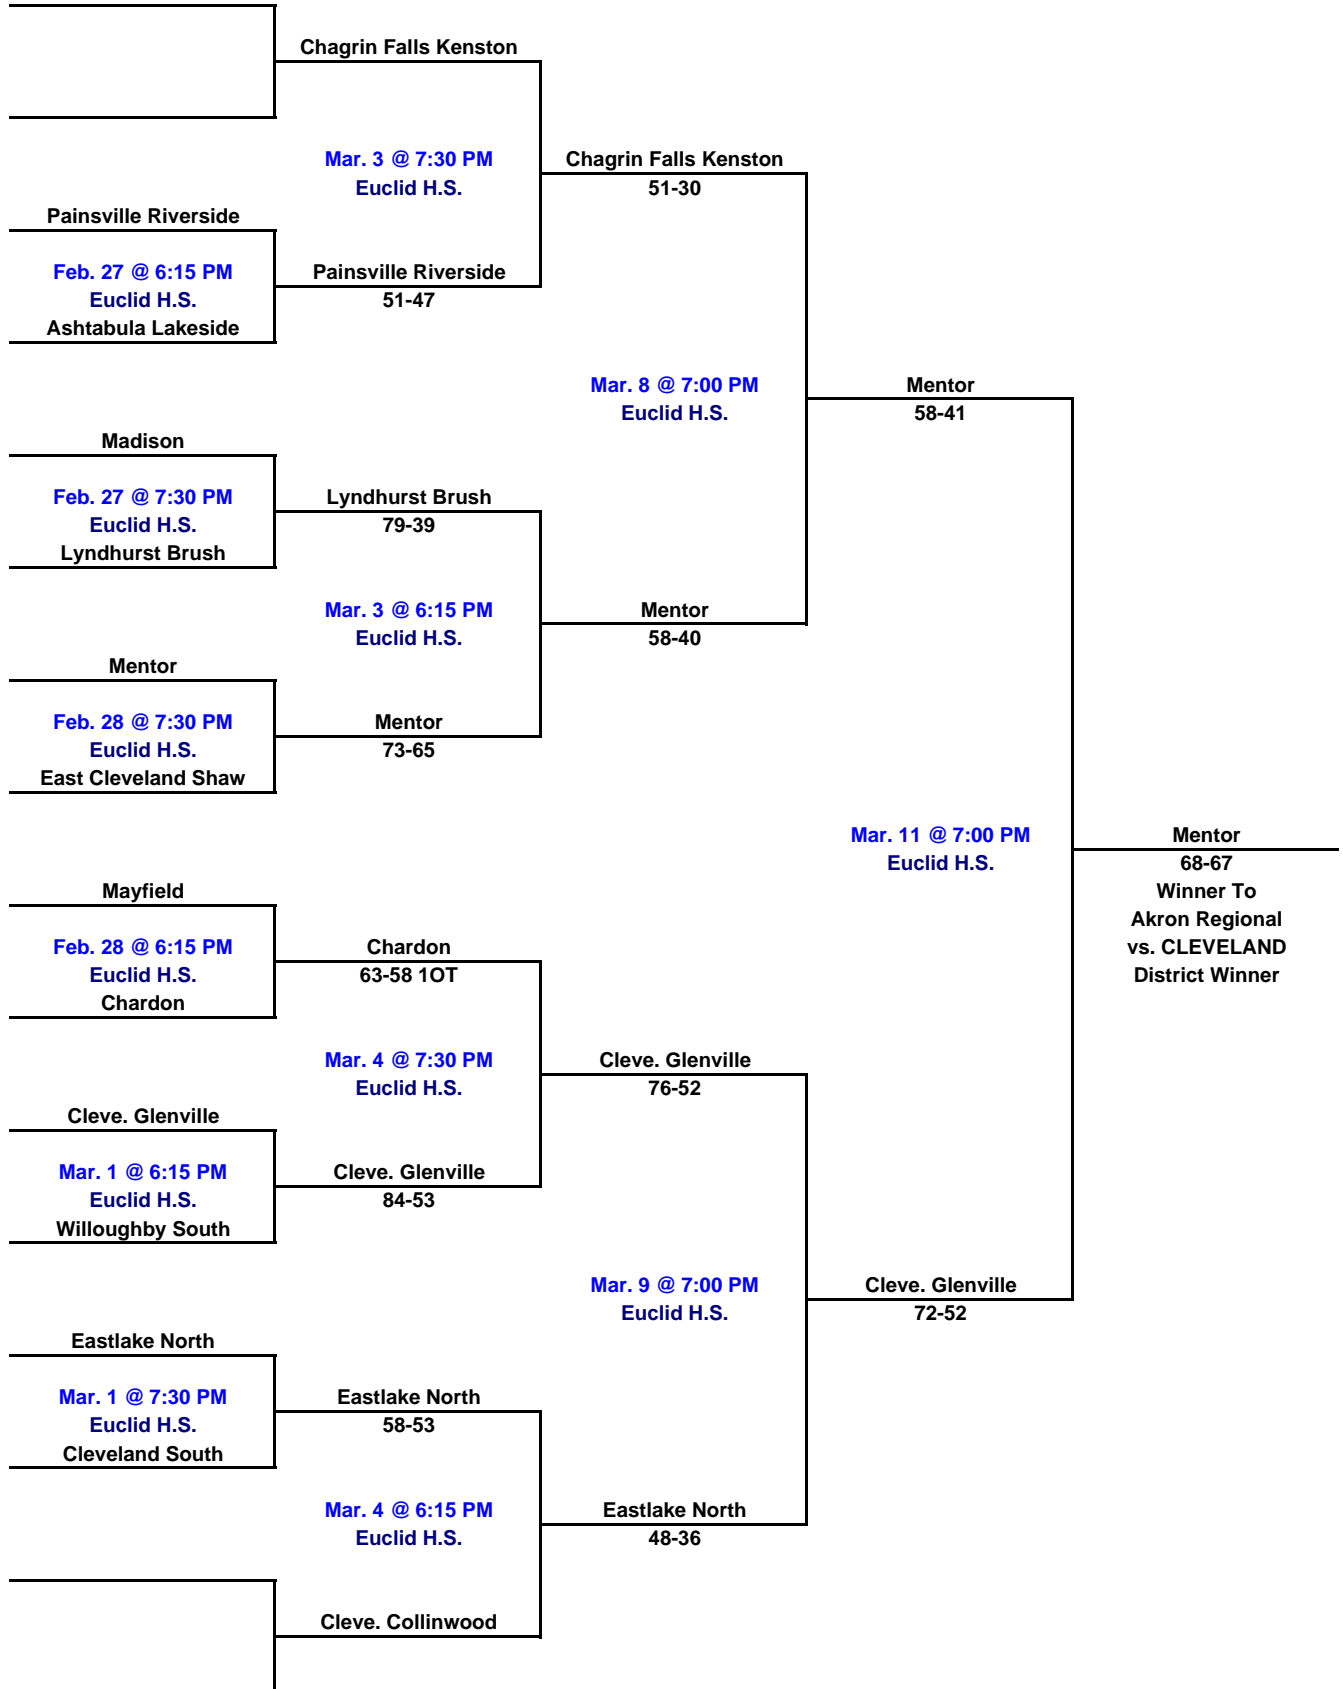 Chagrin Falls Kenston
Mar. 3 @ 7:30 PM
Euclid H.S.
Chagrin Falls Kenston
51-30
Painsville Riverside
Feb. 27 @ 6:15 PM
Euclid H.S.
Ashtabula Lakeside
Painsville Riverside
51-47
Mar. 8 @ 7:00 PM
Euclid H.S.
Mentor
58-41
Madison
Feb. 27 @ 7:30 PM
Euclid H.S.
Lyndhurst Brush
Lyndhurst Brush
79-39
Mar. 3 @ 6:15 PM
Euclid H.S.
Mentor
58-40
Mentor
Feb. 28 @ 7:30 PM
Euclid H.S.
East Cleveland Shaw
Mentor
73-65
Mar. 11 @ 7:00 PM
Euclid H.S.
Mentor
68-67
Winner To
Akron Regional
vs. CLEVELAND
District Winner
Mayfield
Feb. 28 @ 6:15 PM
Euclid H.S.
Chardon
Chardon
63-58 1OT
Mar. 4 @ 7:30 PM
Euclid H.S.
Cleve. Glenville
76-52
Cleve. Glenville
Mar. 1 @ 6:15 PM
Euclid H.S.
Willoughby South
Cleve. Glenville
84-53
Mar. 9 @ 7:00 PM
Euclid H.S.
Cleve. Glenville
72-52
Eastlake North
Mar. 1 @ 7:30 PM
Euclid H.S.
Cleveland South
Eastlake North
58-53
Mar. 4 @ 6:15 PM
Euclid H.S.
Eastlake North
48-36
Cleve. Collinwood